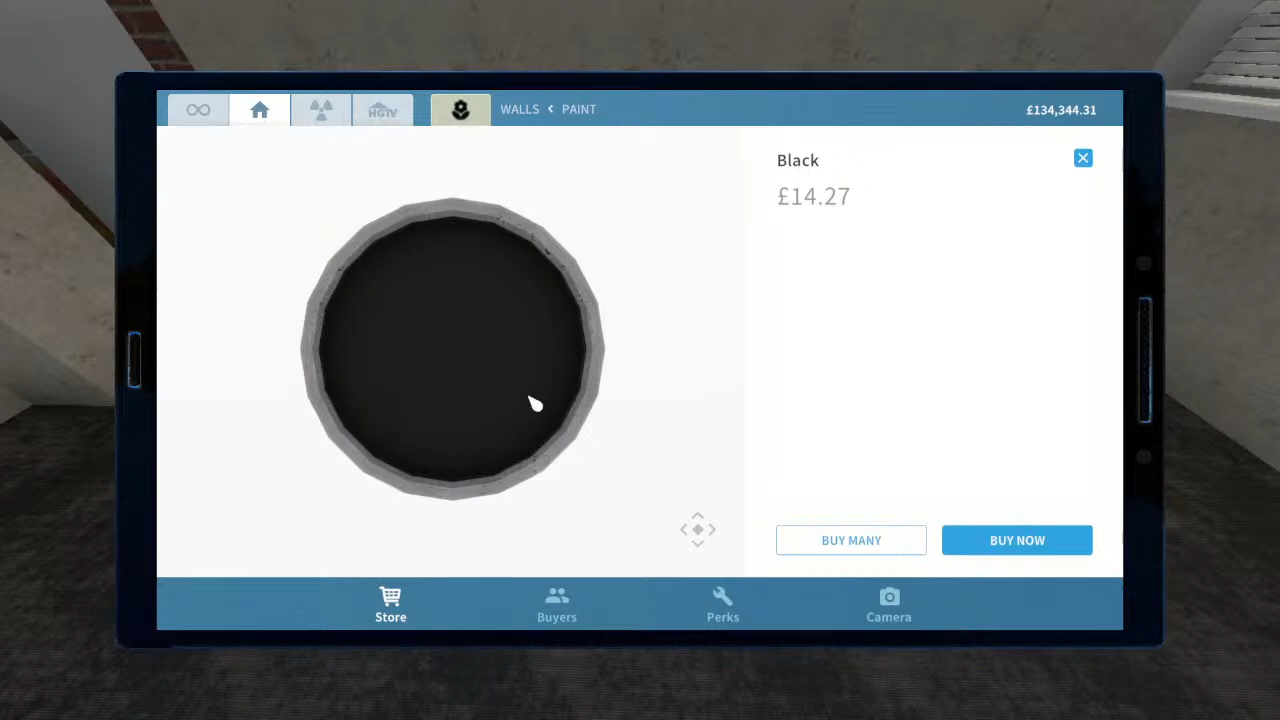 HGTV
WALLS < PAINT
£134,344.31
Black
£14.27
BUY MANY
BUY NOW
Store
Buyers
Perks
Camera